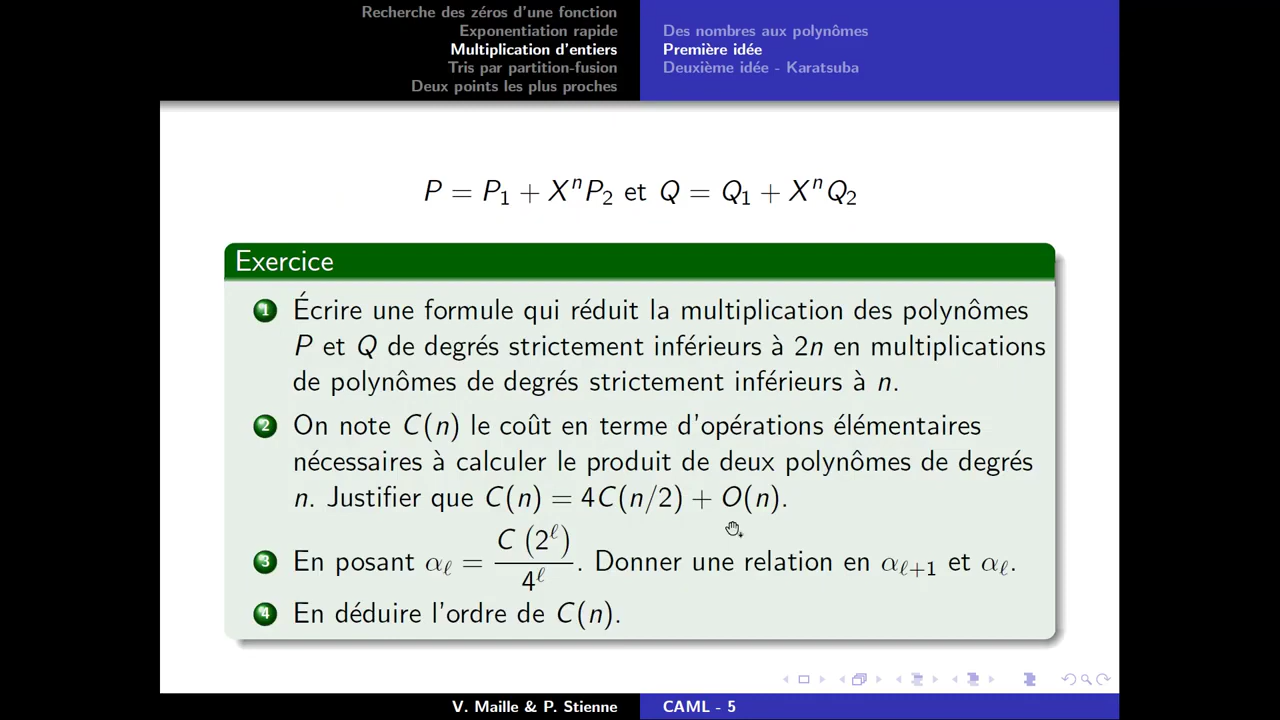 Recherche des zéros d'une fonction
Exponentiation rapide
Multiplication d'entiers
Tris par partition-fusion
Deux points les plus proches
Des nombres aux polynômes
Première idée
Deuxième idée - Karatsuba
P = P₁ + XⁿP₂ et Q = Q₁ + XⁿQ₂
Exercice
1 Écrire une formule qui réduit la multiplication des polynômes
P et Q de degrés strictement inférieurs à 2n en multiplications
de polynômes de degrés strictement inférieurs à n.
2 On note C(n) le coût en terme d'opérations élémentaires
nécessaires à calculer le produit de deux polynômes de degrés
n. Justifier que C(n) = 4C(n/2) + O(n).
3 En posant α_ℓ = C(2^ℓ) / 4^ℓ. Donner une relation en α_{ℓ+1} et α_ℓ.
4 En déduire l'ordre de C(n).
V. Maille & P. Stienne
CAML - 5